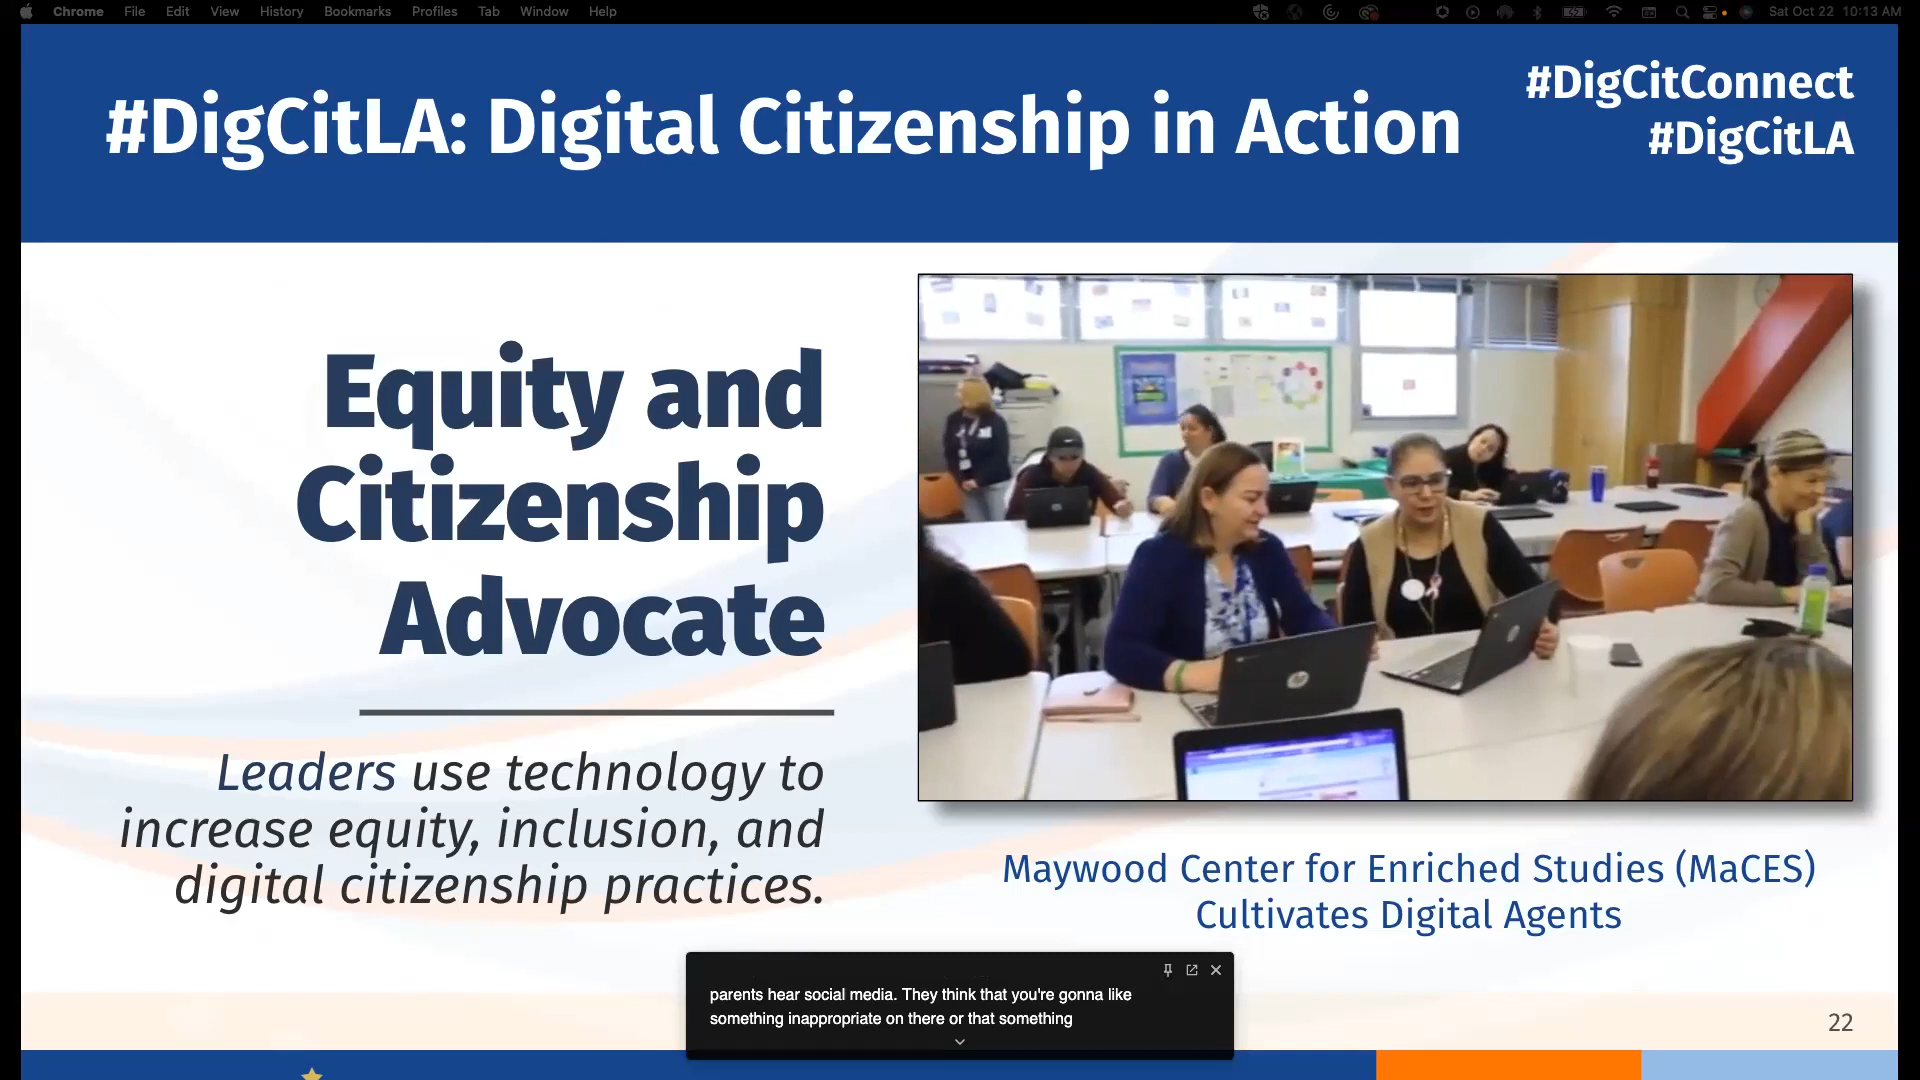 Chrome File Edit View History Bookmarks Profiles Tab Window Help Sat Oct 22 10:13 AM
#DigCitLA: Digital Citizenship in Action
#DigCitConnect
#DigCitLA
Equity and
Citizenship
Advocate
Leaders use technology to
increase equity, inclusion, and
digital citizenship practices.
Maywood Center for Enriched Studies (MaCES)
Cultivates Digital Agents
parents hear social media. They think that you're gonna like
something inappropriate on there or that something
22